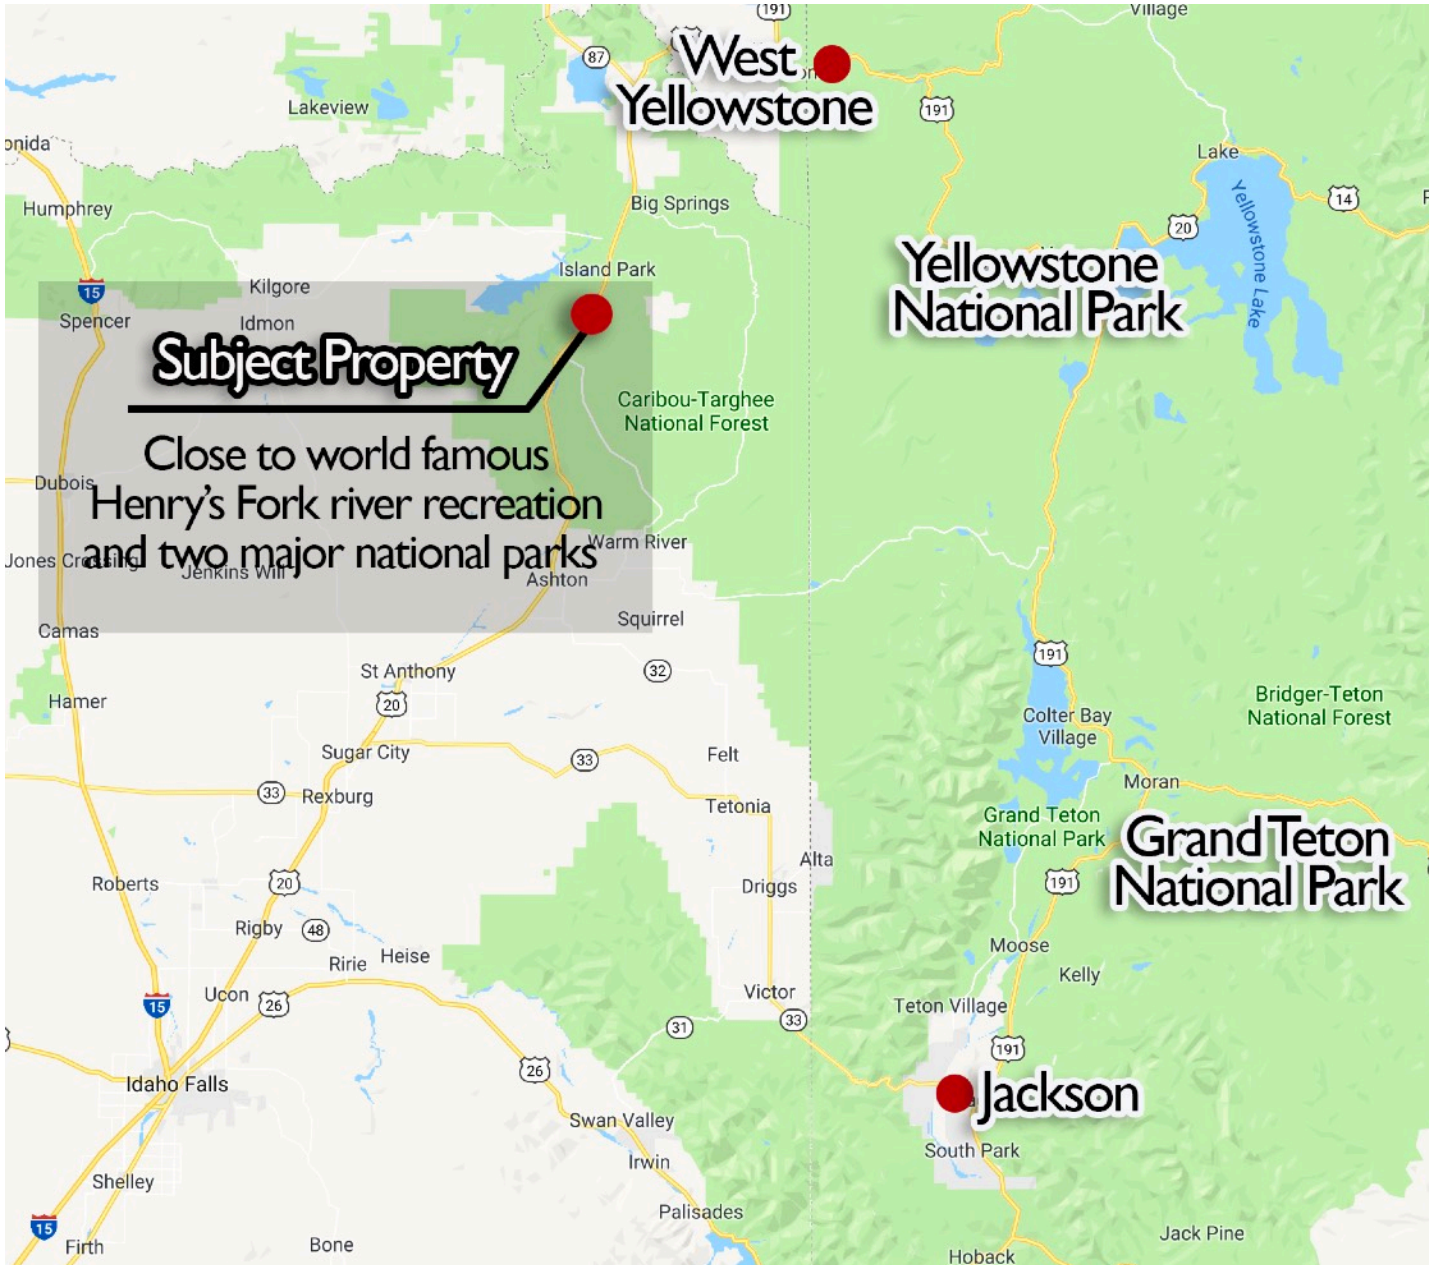 191
Village
87
West
Yellowstone
Lakeview
191
onida
Lake
Humphrey
Big Springs
14
20
Yellowstone Lake
Yellowstone
National Park
Island Park
15
Kilgore
Spencer
Idmon
Subject Property
Caribou-Targhee
National Forest
Close to world famous
Henry's Fork river recreation
and two major national parks
Dubois
Warm River
Jones Crossing
Jenkins Will
Ashton
Squirrel
Camas
191
St Anthony
32
Hamer
20
Bridger-Teton
National Forest
Colter Bay
Village
Sugar City
33
Felt
Moran
33
Rexburg
Tetonia
Grand Teton
National Park
Grand Teton
National Park
Alta
Roberts
20
Driggs
191
Rigby
48
Moose
Ririe
Heise
Kelly
Ucon
26
15
Victor
Teton Village
31
33
191
26
Idaho Falls
Jackson
Swan Valley
South Park
Irwin
Shelley
Palisades
15
Firth
Bone
Jack Pine
Hoback